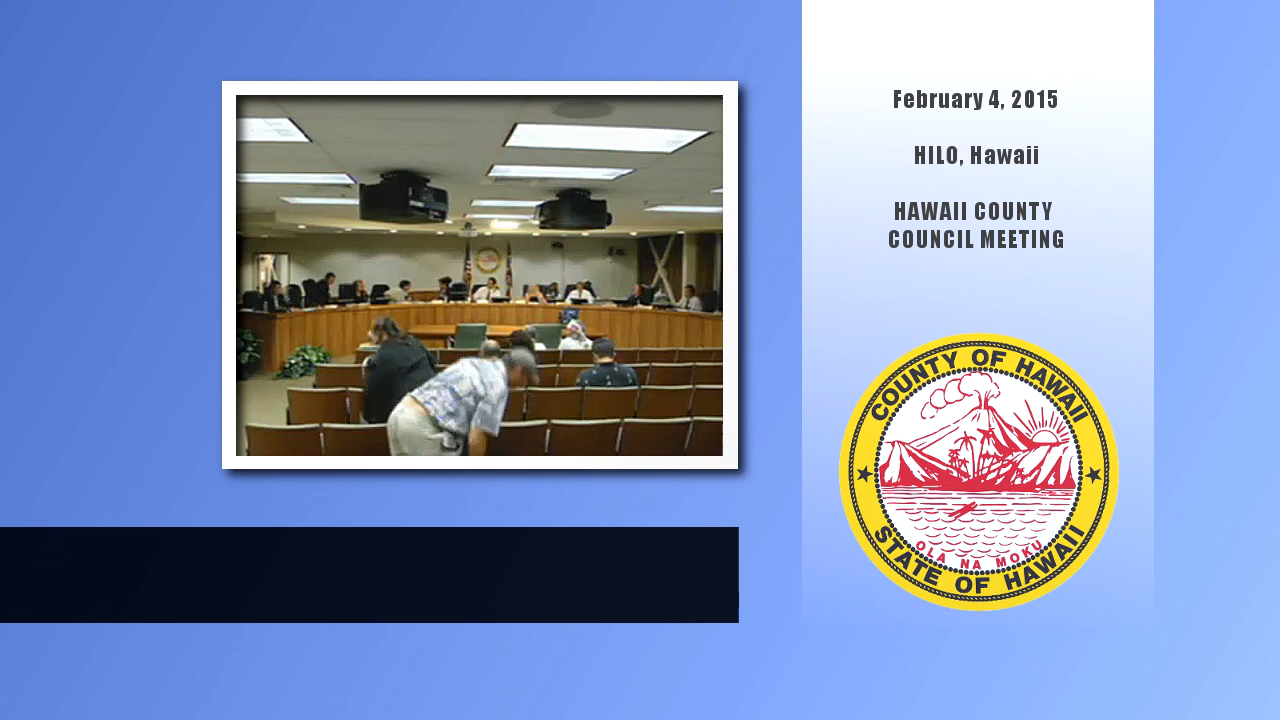 February 4, 2015
HILO, Hawaii
HAWAII COUNTY
COUNCIL MEETING
COUNTY OF HAWAII
OLA NA MOKU
STATE OF HAWAII